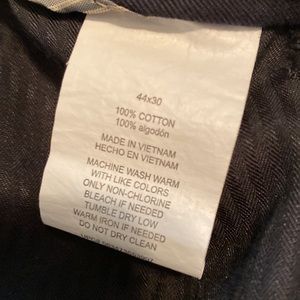 44x30
100% COTTON
100% algodón
MADE IN VIETNAM
HECHO EN VIETNAM
MACHINE WASH WARM
WITH LIKE COLORS
ONLY NON-CHLORINE
BLEACH IF NEEDED
TUMBLE DRY LOW
WARM IRON IF NEEDED
DO NOT DRY CLEAN